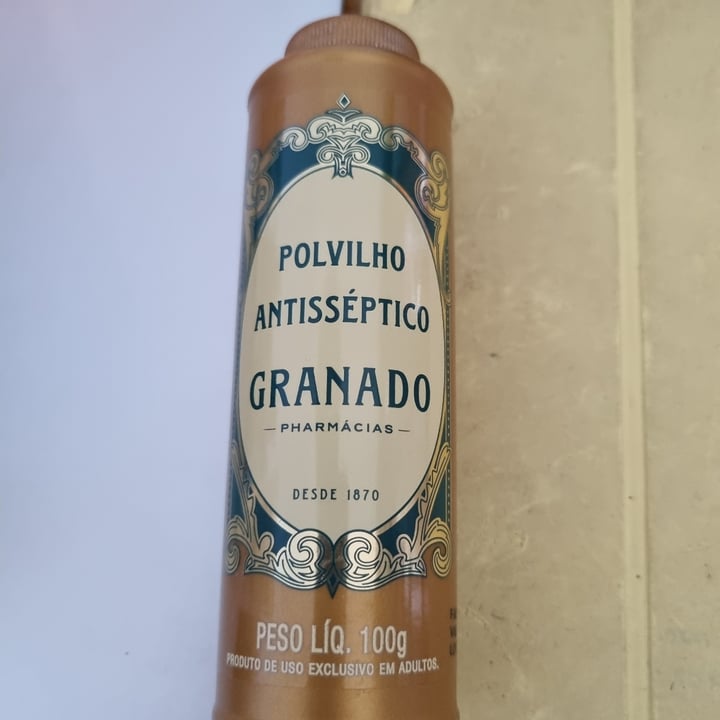 POLVILHO
ANTISSÉPTICO
GRANADO
PHARMÁCIAS
DESDE 1870
PESO LÍQ. 100g
PRODUTO DE USO EXCLUSIVO EM ADULTOS.